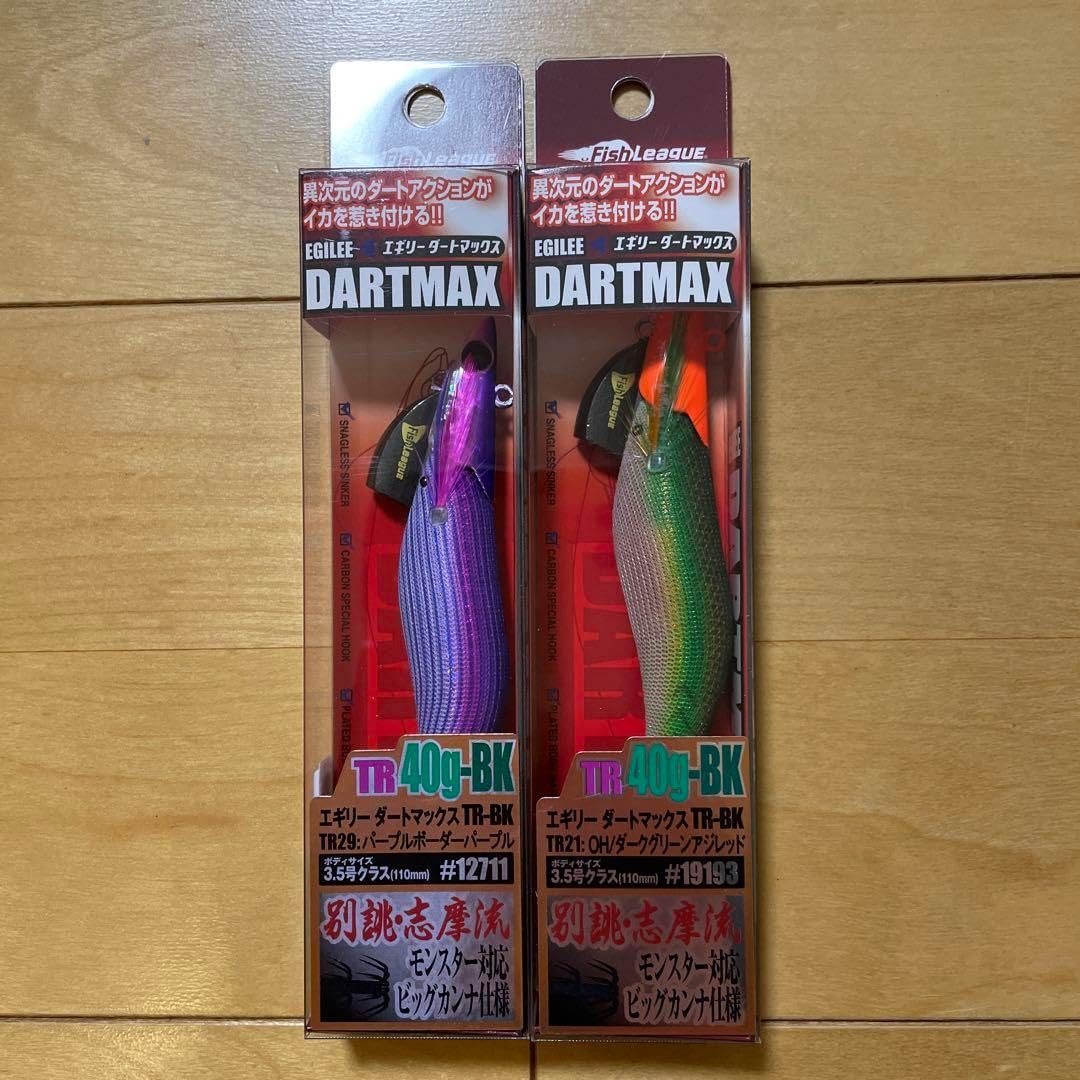 FishLeague
異次元のダートアクションが
イカを惹き付ける!!
EGILEE エギリー ダートマックス
DARTMAX
FishLeague
SNAGLESS SINKER
CARBON SPECIAL HOOK
TR 40g-BK
エギリー ダートマックス TR-BK
TR29:パープルボーダーパープル
ボディサイズ
3.5号クラス(110mm) #12711
別誂・志摩流
モンスター対応
ビッグカンナ仕様
FishLeague
異次元のダートアクションが
イカを惹き付ける!!
EGILEE エギリー ダートマックス
DARTMAX
FishLeague
SNAGLESS SINKER
CARBON SPECIAL HOOK
TR 40g-BK
エギリー ダートマックス TR-BK
TR21:OH/ダークグリーンアジレッド
ボディサイズ
3.5号クラス(110mm) #19193
別誂・志摩流
モンスター対応
ビッグカンナ仕様